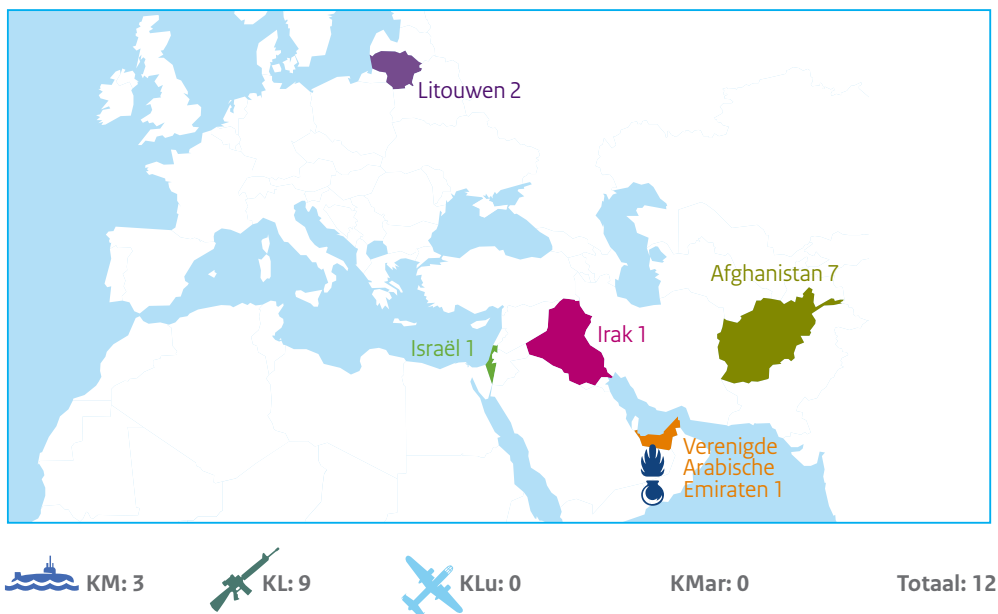 Litouwen 2
Afghanistan 7
Irak 1
Israël 1
Verenigde
Arabische
Emiraten 1
KM: 3
KL: 9
KLu: 0
KMar: 0
Totaal: 12